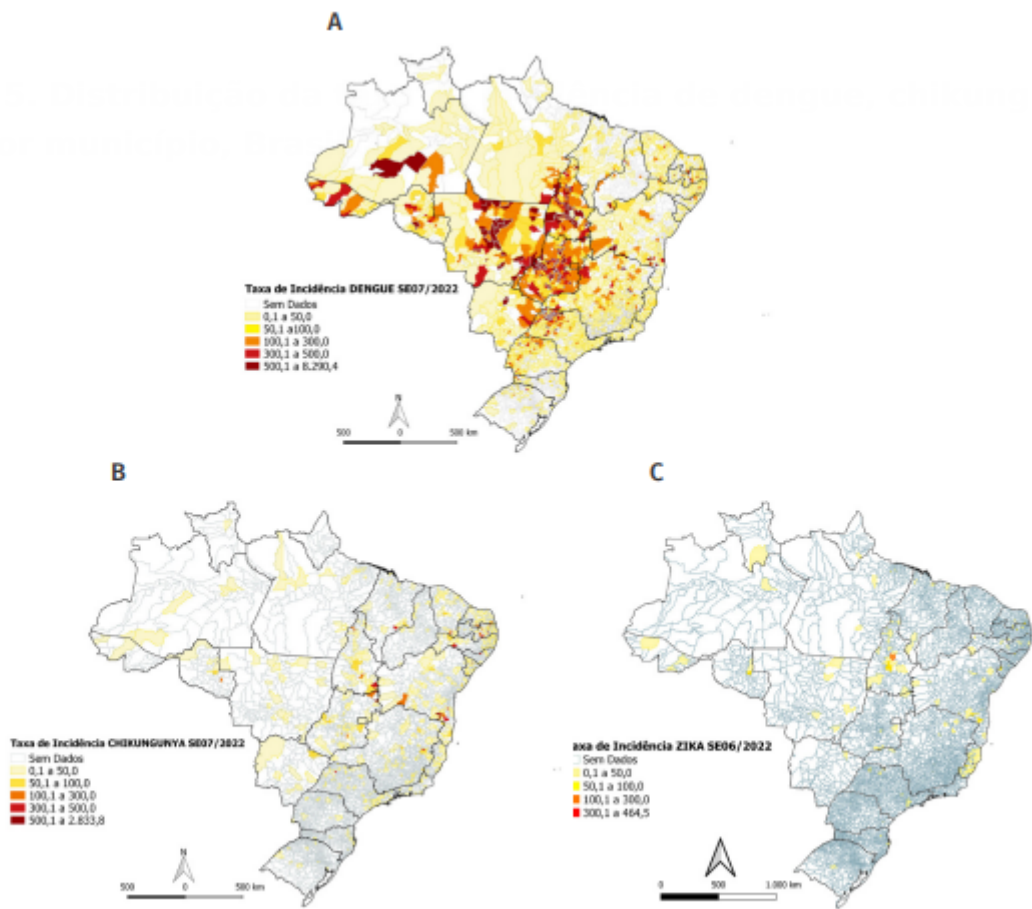 A
Taxa de Incidência DENGUE SE07/2022
Sem Dados
0,1 a 50,0
50,1 a100,0
100,1 a 300,0
300,1 a 500,0
500,1 a 8.290,4
N
500 0 500 km
B
C
Taxa de Incidência CHIKUNGUNYA SE07/2022
Sem Dados
0,1 a 50,0
50,1 a 100,0
100,1 a 300,0
300,1 a 500,0
500,1 a 2.833,8
N
500 0 500 km
axa de Incidência ZIKA SE06/2022
Sem Dados
0,1 a 50,0
50,1 a 100,0
100,1 a 300,0
300,1 a 464,5
0 500 1.000 km